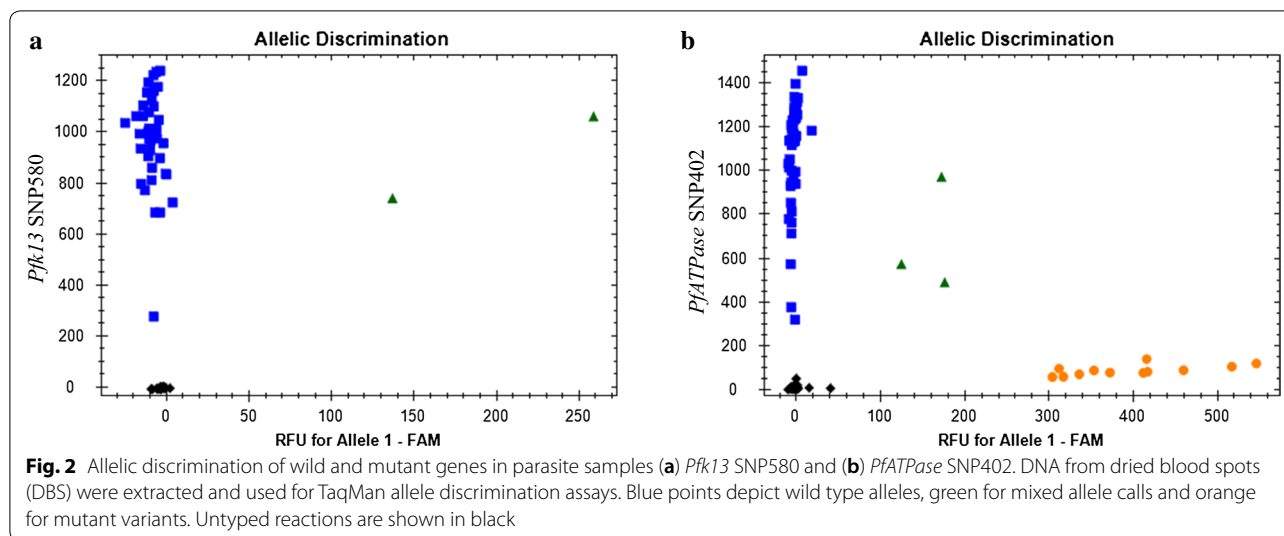 a
Allelic Discrimination
Pfk13 SNP580
1200
1000
800
600
400
200
0
0
50
100
150
200
250
RFU for Allele 1 - FAM
b
Allelic Discrimination
PfATPase SNP402
1400
1200
1000
800
600
400
200
0
0
100
200
300
400
500
RFU for Allele 1 - FAM
Fig. 2 Allelic discrimination of wild and mutant genes in parasite samples (a) Pfk13 SNP580 and (b) PfATPase SNP402. DNA from dried blood spots
(DBS) were extracted and used for TaqMan allele discrimination assays. Blue points depict wild type alleles, green for mixed allele calls and orange
for mutant variants. Untyped reactions are shown in black